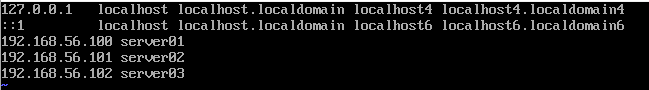 127.0.0.1   localhost localhost.localdomain localhost4 localhost4.localdomain4
::1         localhost localhost.localdomain localhost6 localhost6.localdomain6
192.168.56.100 server01
192.168.56.101 server02
192.168.56.102 server03
~